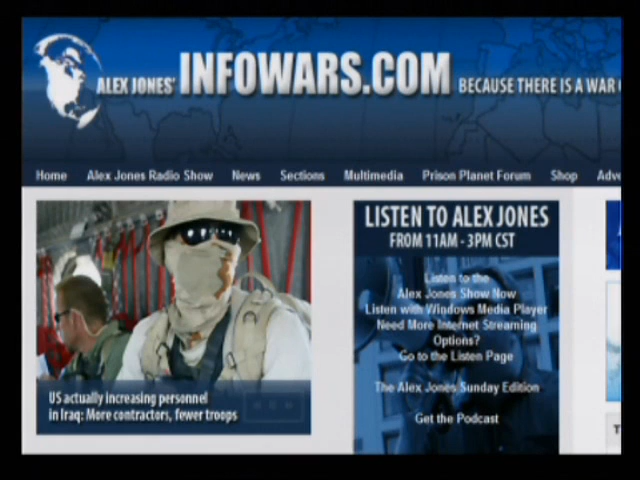 ALEX JONES' INFOWARS.COM BECAUSE THERE IS A WAR
Home Alex Jones Radio Show News Sections Multimedia Prison Planet Forum Shop Adve
LISTEN TO ALEX JONES
FROM 11AM - 3PM CST
Listen to the
Alex Jones Show Now
Listen with Windows Media Player
Need More Internet Streaming
Options?
Go to the Listen Page
The Alex Jones Sunday Edition
Get the Podcast
US actually increasing personnel
in Iraq: More contractors, fewer troops